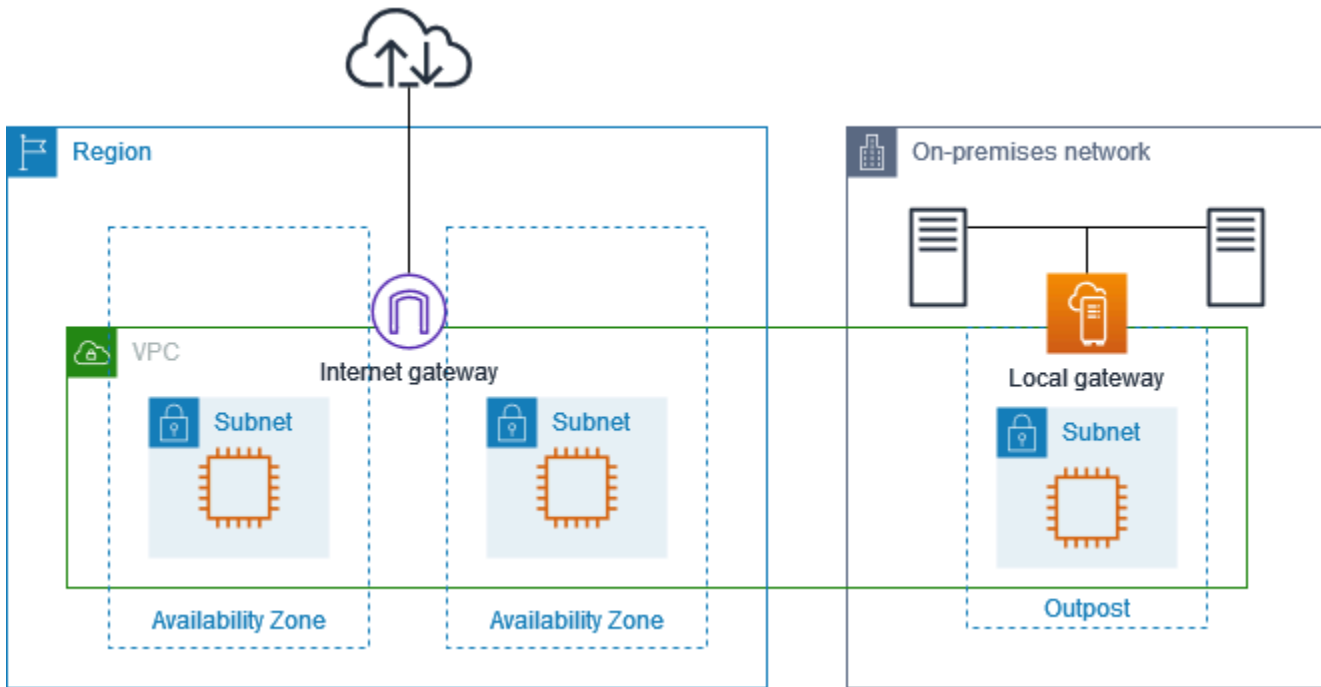 Region
On-premises network
VPC
Internet gateway
Local gateway
Subnet
Subnet
Subnet
Availability Zone
Availability Zone
Outpost